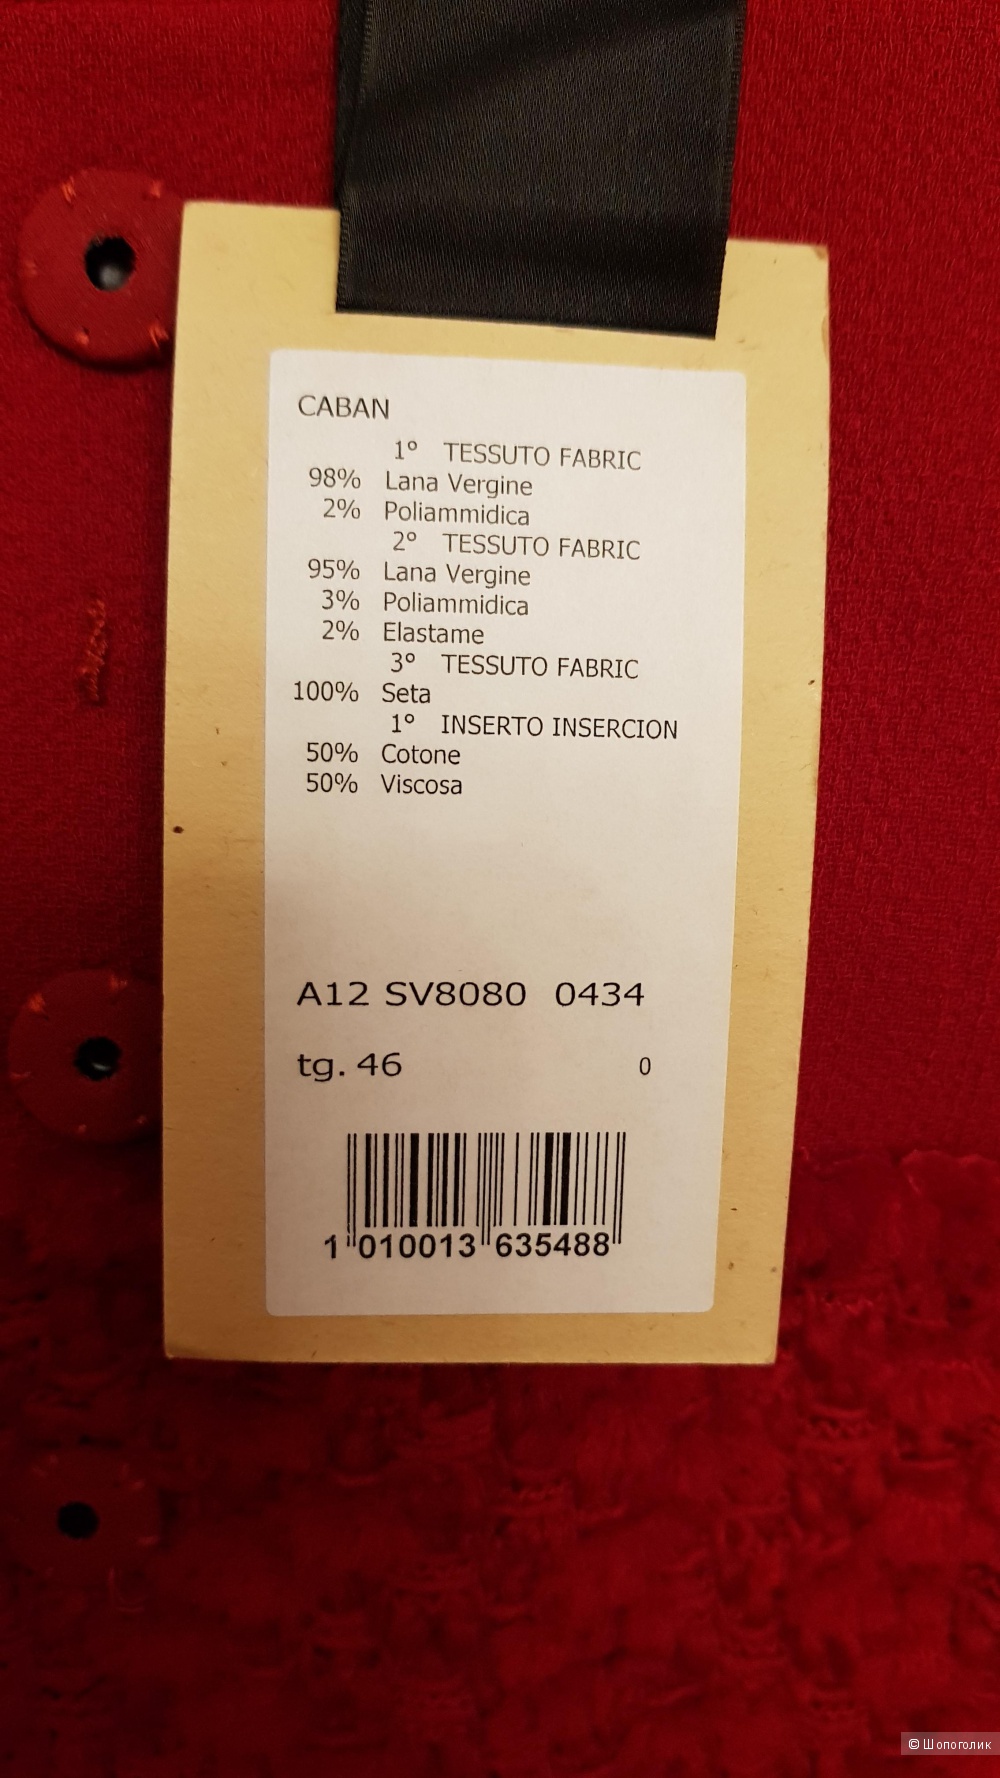 CABAN
1° TESSUTO FABRIC
98% Lana Vergine
2% Poliammidica
2° TESSUTO FABRIC
95% Lana Vergine
3% Poliammidica
2% Elastame
3° TESSUTO FABRIC
100% Seta
1° INSERTO INSERCION
50% Cotone
50% Viscosa
A12 SV8080 0434
tg. 46 0
1 010013 635488
© Шопоголик